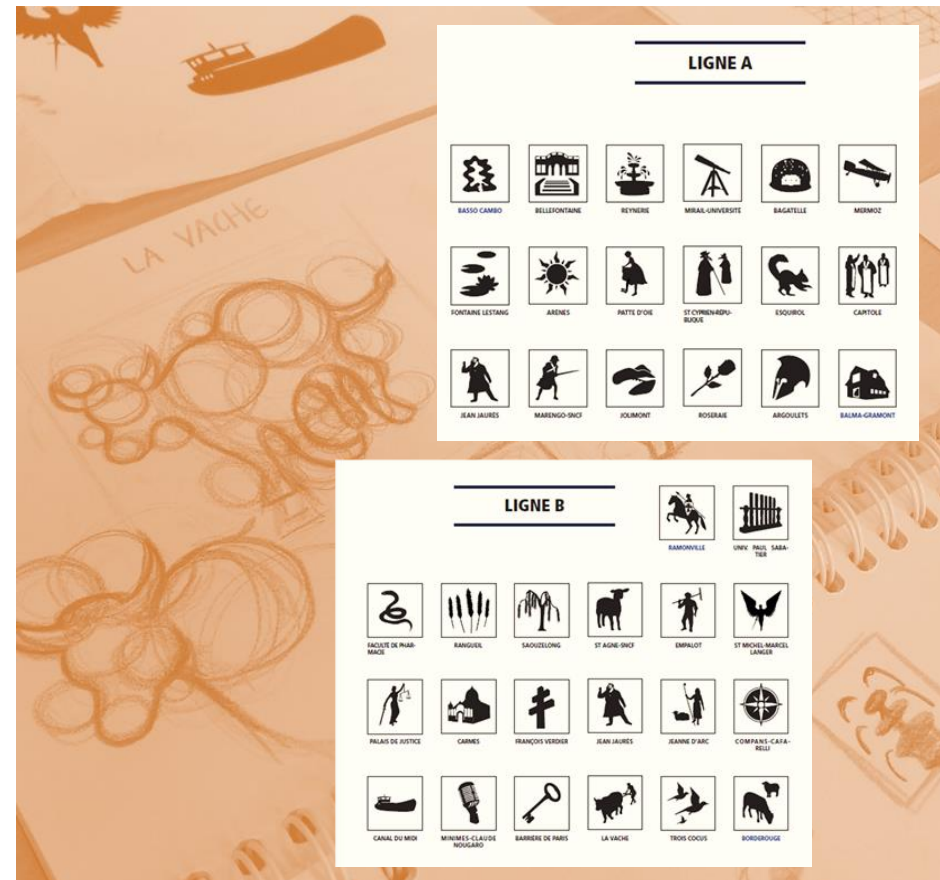 LA VACHE
LIGNE A
BASSO CAMBO
BELLEFONTAINE
REYNERIE
MIRAIL-UNIVERSITÉ
BAGATELLE
MERMOZ
FONTAINE LESTANG
ARÈNES
PATTE D'OIE
ST CYPRIEN-RÉPU-
BLIQUE
ESQUIROL
CAPITOLE
JEAN JAURÈS
MARENGO-SNCF
JOLIMONT
ROSERAIE
ARGOULETS
BALMA-GRAMONT
LIGNE B
RAMONVILLE
UNIV. PAUL SABA-
TIER
FACULTÉ DE PHAR-
MACIE
RANGUEIL
SAOUZELONG
ST AGNE-SNCF
EMPALOT
ST MICHEL-MARCEL
LANGER
PALAIS DE JUSTICE
CARMES
FRANÇOIS VERDIER
JEAN JAURÈS
JEANNE D'ARC
COMPANS-CAFA-
RELLI
CANAL DU MIDI
MINIMES-CLAUDE
NOUGARO
BARRIÈRE DE PARIS
LA VACHE
TROIS COCUS
BORDEROUGE